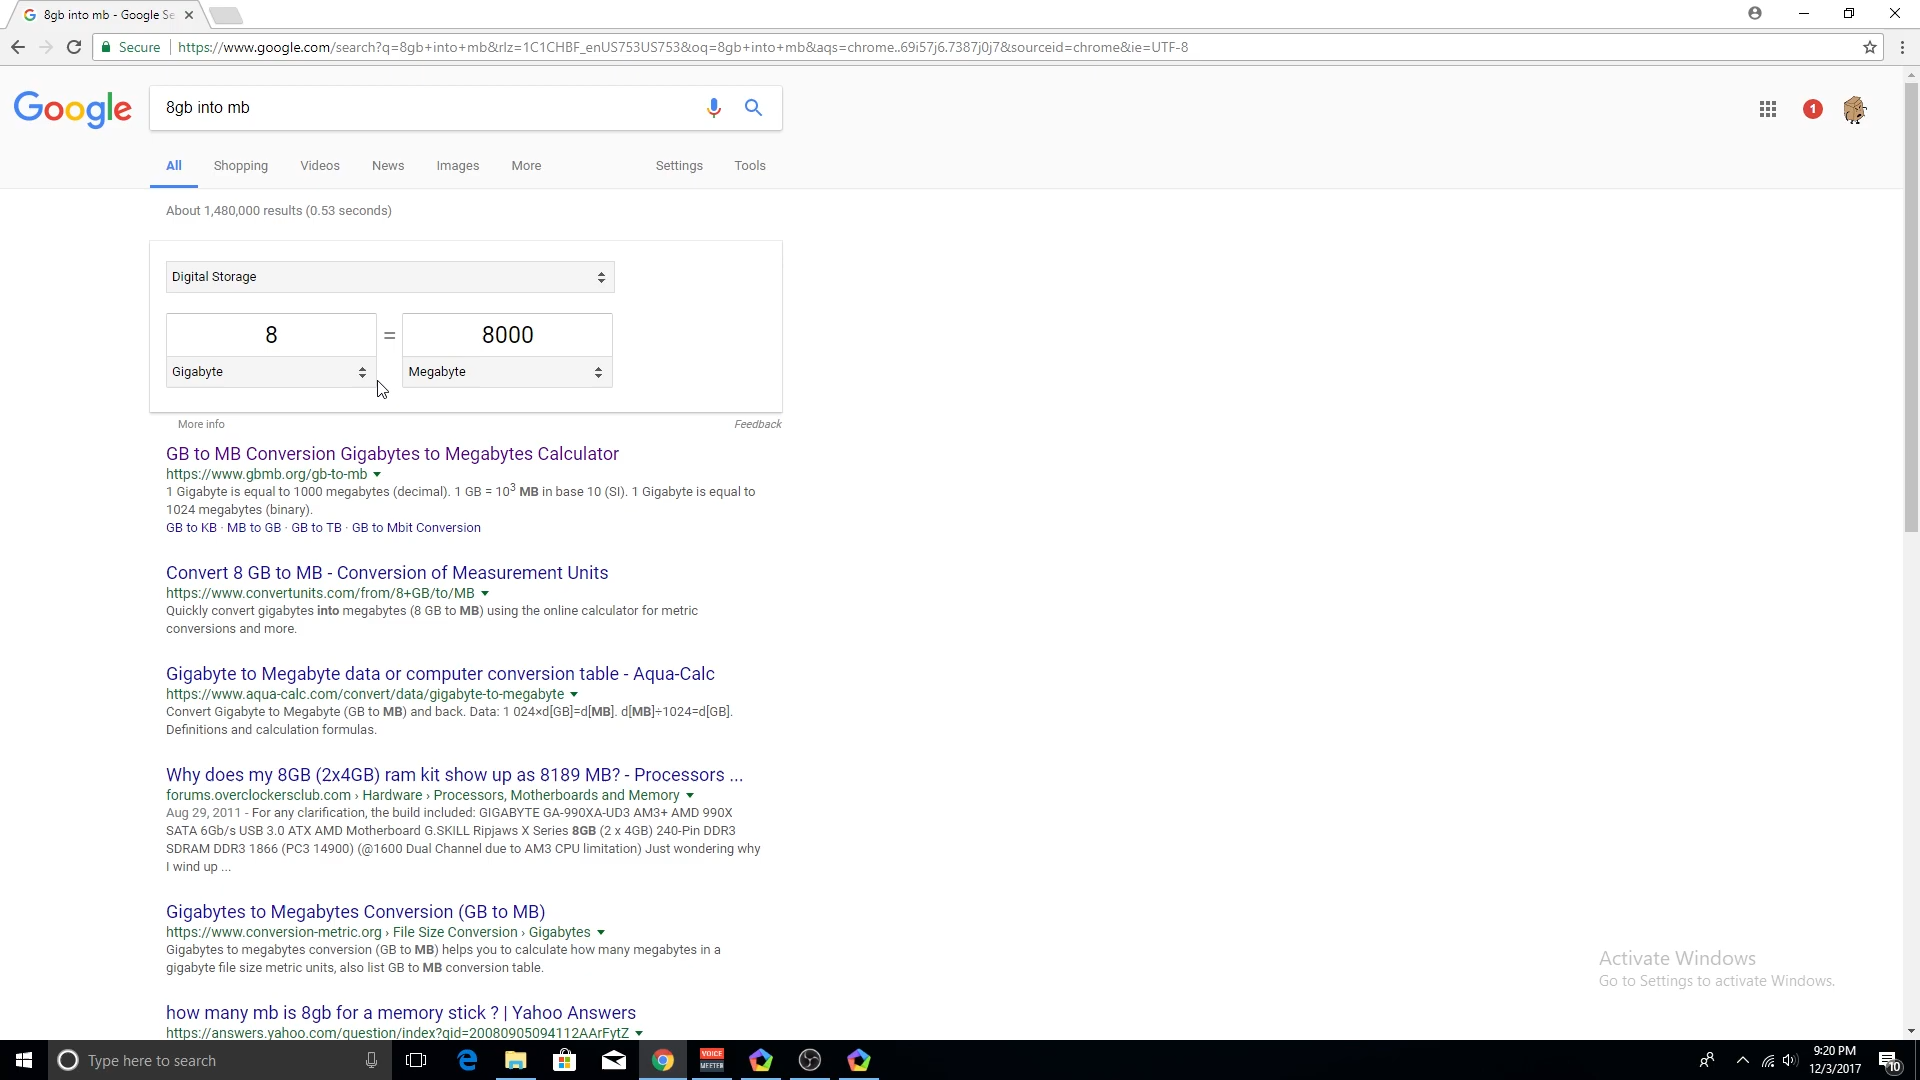 8gb into mb - Google Se
Secure
https://www.google.com/search?q=8gb+into+mb&rlz=1C1CHBF_enUS753US753&oq=8gb+into+mb&aqs=chrome..69i57j6.7387j0j7&sourceid=chrome&ie=UTF-8
Google
8gb into mb
1
All
Shopping
Videos
News
Images
More
Settings
Tools
About 1,480,000 results (0.53 seconds)
Digital Storage
8
=
8000
Gigabyte
Megabyte
More info
Feedback
GB to MB Conversion Gigabytes to Megabytes Calculator
https://www.gbmb.org/gb-to-mb
1 Gigabyte is equal to 1000 megabytes (decimal). 1 GB = 10³ MB in base 10 (SI). 1 Gigabyte is equal to
1024 megabytes (binary).
GB to KB · MB to GB · GB to TB · GB to Mbit Conversion
Convert 8 GB to MB - Conversion of Measurement Units
https://www.convertunits.com/from/8+GB/to/MB
Quickly convert gigabytes into megabytes (8 GB to MB) using the online calculator for metric
conversions and more.
Gigabyte to Megabyte data or computer conversion table - Aqua-Calc
https://www.aqua-calc.com/convert/data/gigabyte-to-megabyte
Convert Gigabyte to Megabyte (GB to MB) and back. Data: 1 024×d[GB]=d[MB]. d[MB]÷1024=d[GB].
Definitions and calculation formulas.
Why does my 8GB (2x4GB) ram kit show up as 8189 MB? - Processors ...
forums.overclockersclub.com › Hardware › Processors, Motherboards and Memory
Aug 29, 2011 - For any clarification, the build included: GIGABYTE GA-990XA-UD3 AM3+ AMD 990X
SATA 6Gb/s USB 3.0 ATX AMD Motherboard G.SKILL Ripjaws X Series 8GB (2 x 4GB) 240-Pin DDR3
SDRAM DDR3 1866 (PC3 14900) (@1600 Dual Channel due to AM3 CPU limitation) Just wondering why
I wind up ...
Gigabytes to Megabytes Conversion (GB to MB)
https://www.conversion-metric.org › File Size Conversion › Gigabytes
Gigabytes to megabytes conversion (GB to MB) helps you to calculate how many megabytes in a
gigabyte file size metric units, also list GB to MB conversion table.
how many mb is 8gb for a memory stick ? | Yahoo Answers
https://answers.yahoo.com/question/index?qid=20080905094112AArFytZ
Activate Windows
Go to Settings to activate Windows.
Type here to search
VOICE
MEETER
9:20 PM
12/3/2017
10